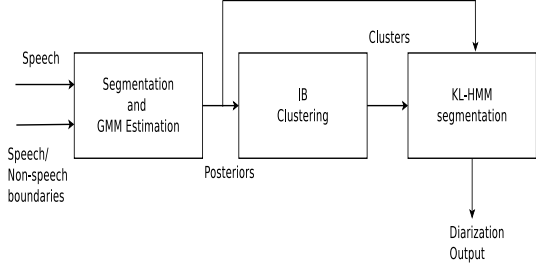 Speech
Speech/
Non-speech
boundaries
Segmentation
and
GMM Estimation
Posteriors
IB
Clustering
Clusters
KL-HMM
segmentation
Diarization
Output